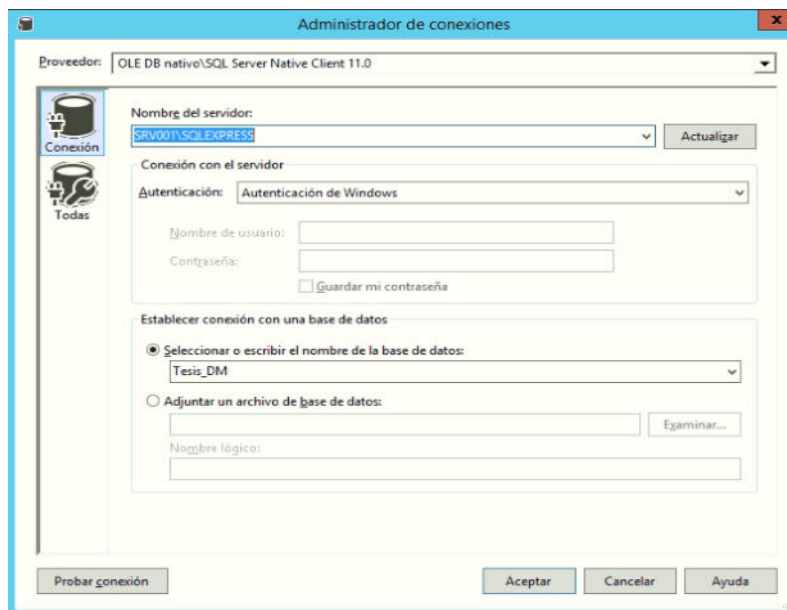 Administrador de conexiones
x
Proveedor: OLE DB nativo\SQL Server Native Client 11.0
Conexión
Todas
Nombre del servidor:
SRV001\SQLEXPRESS
Actualizar
Conexión con el servidor
Autenticación: Autenticación de Windows
Nombre de usuario:
Contraseña:
Guardar mi contraseña
Establecer conexión con una base de datos
Seleccionar o escribir el nombre de la base de datos:
Tesis_DM
Adjuntar un archivo de base de datos:
Examinar...
Nombre lógico:
Probar conexión
Aceptar
Cancelar
Ayuda